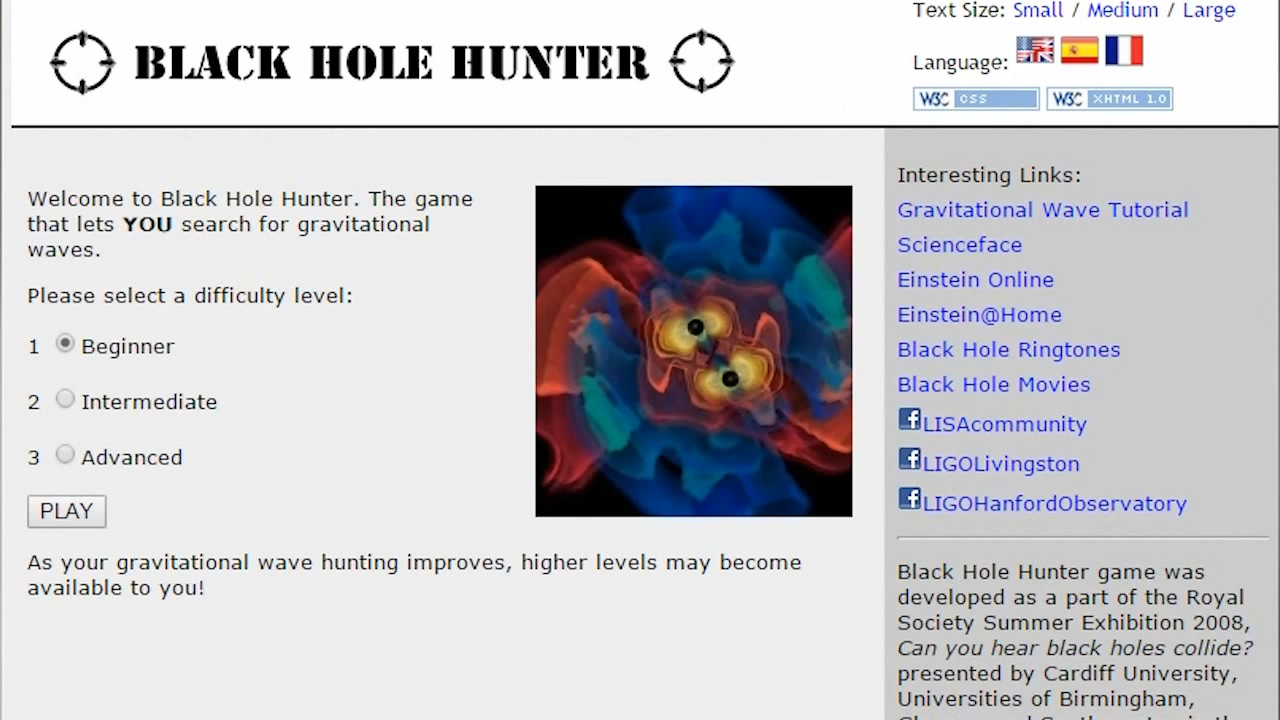 Text Size: Small / Medium / Large
BLACK HOLE HUNTER
Language:
W3C CSS W3C XHTML 1.0
Welcome to Black Hole Hunter. The game
that lets YOU search for gravitational
waves.
Please select a difficulty level:
1 Beginner
2 Intermediate
3 Advanced
PLAY
As your gravitational wave hunting improves, higher levels may become
available to you!
Interesting Links:
Gravitational Wave Tutorial
Scienceface
Einstein Online
Einstein@Home
Black Hole Ringtones
Black Hole Movies
LISAcommunity
LIGOLivingston
LIGOHanfordObservatory
Black Hole Hunter game was
developed as a part of the Royal
Society Summer Exhibition 2008,
Can you hear black holes collide?
presented by Cardiff University,
Universities of Birmingham,